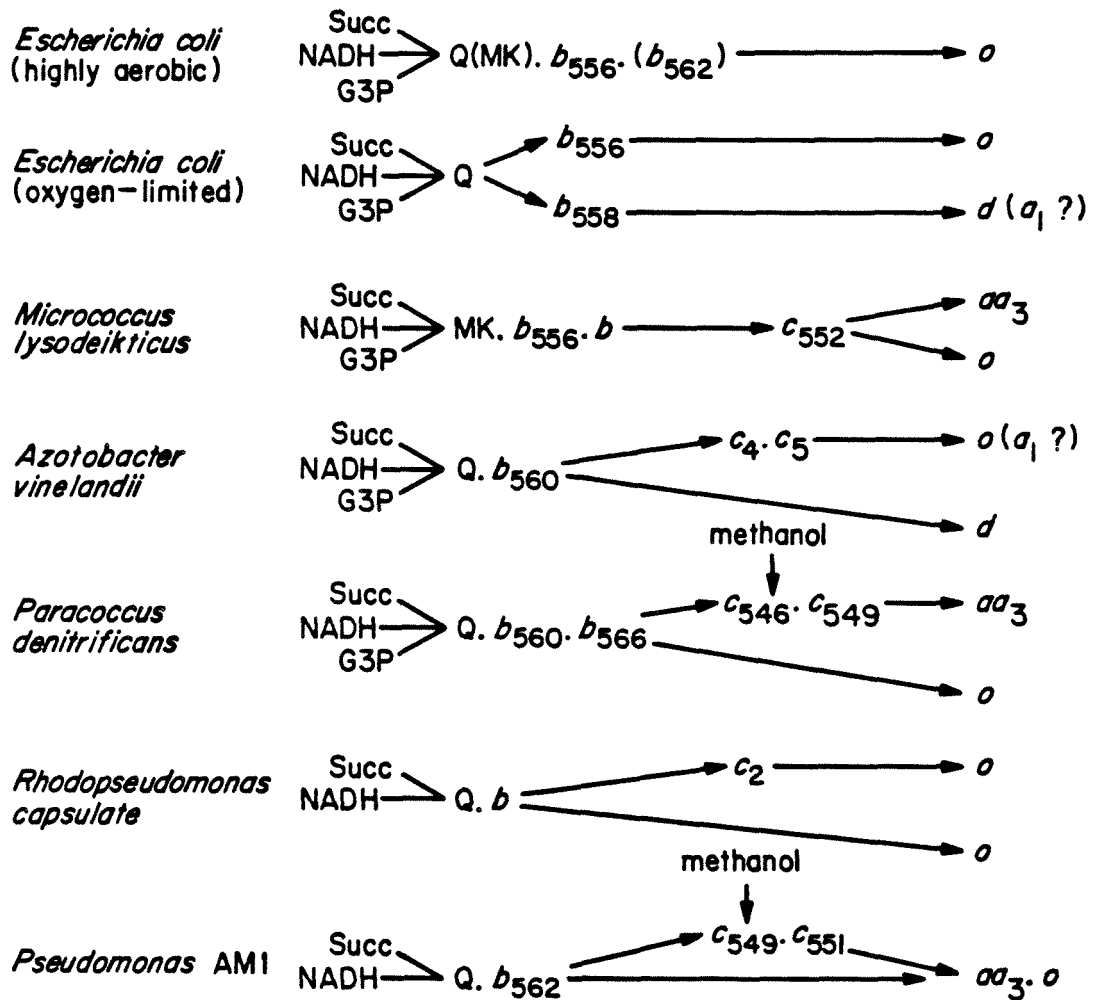 Escherichia coli
(highly aerobic)
Succ
NADH
G3P
Q(MK). b556. (b562)
o
Escherichia coli
(oxygen-limited)
Succ
NADH
G3P
Q
b556
o
b558
d (a1 ?)
Micrococcus
lysodeikticus
Succ
NADH
G3P
MK. b556. b
c552
aa3
o
Azotobacter
vinelandii
Succ
NADH
G3P
Q. b560
c4. c5
o (a1 ?)
d
Paracoccus
denitrificans
Succ
NADH
G3P
Q. b560. b566
methanol
c546. c549
aa3
o
Rhodopseudomonas
capsulate
Succ
NADH
Q. b
c2
o
o
Pseudomonas AM1
Succ
NADH
Q. b562
methanol
c549. c551
aa3. o